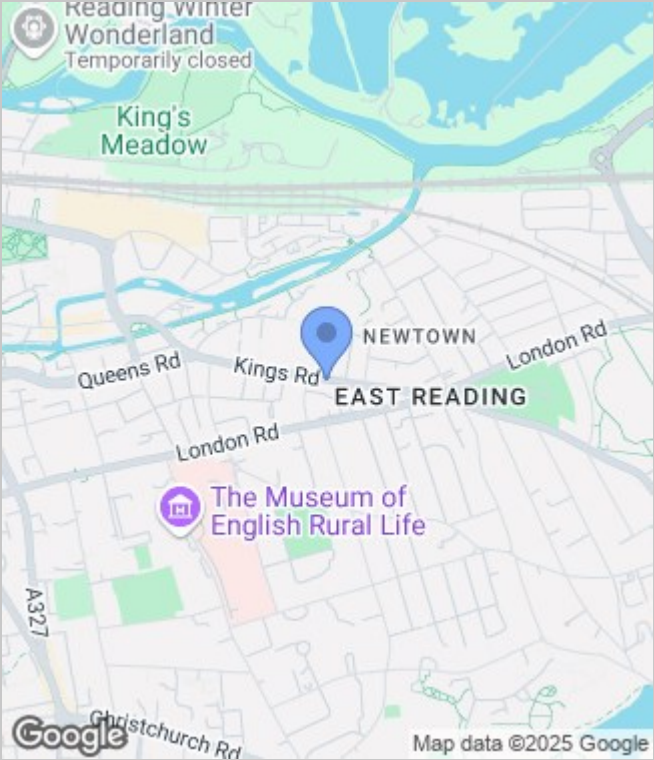 Reading Winter
Wonderland
Temporarily closed
King's
Meadow
NEWTOWN
London Rd
Queens Rd
Kings Rd
EAST READING
London Rd
The Museum of
English Rural Life
A327
Christchurch Rd
Google
Map data ©2025 Google